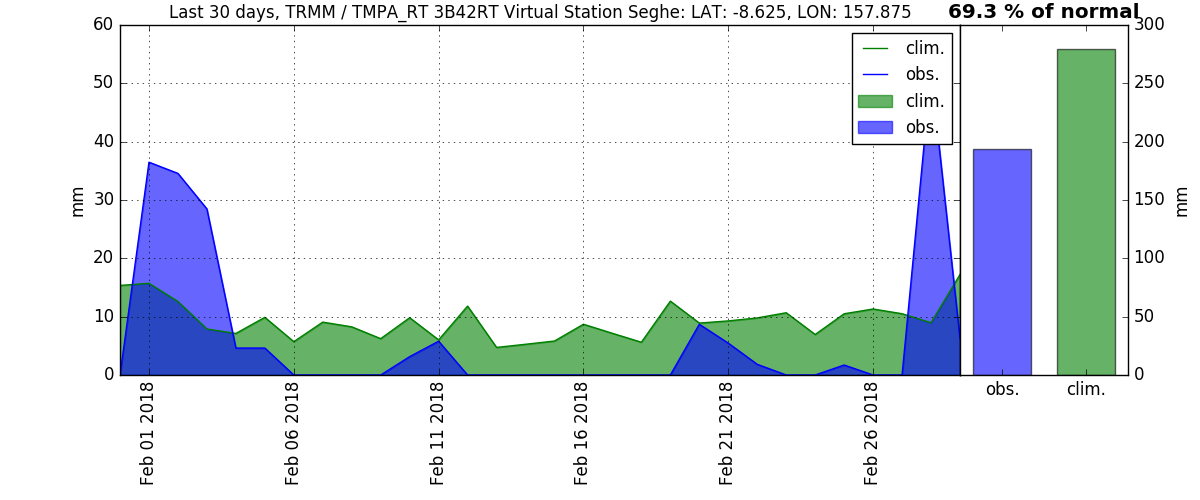 Last 30 days, TRMM / TMPA_RT 3B42RT Virtual Station Seghe: LAT: -8.625, LON: 157.875
69.3 % of normal
60
50
40
30
20
10
0
mm
clim.
obs.
clim.
obs.
300
250
200
150
100
50
0
mm
Feb 01 2018
Feb 06 2018
Feb 11 2018
Feb 16 2018
Feb 21 2018
Feb 26 2018
obs.
clim.